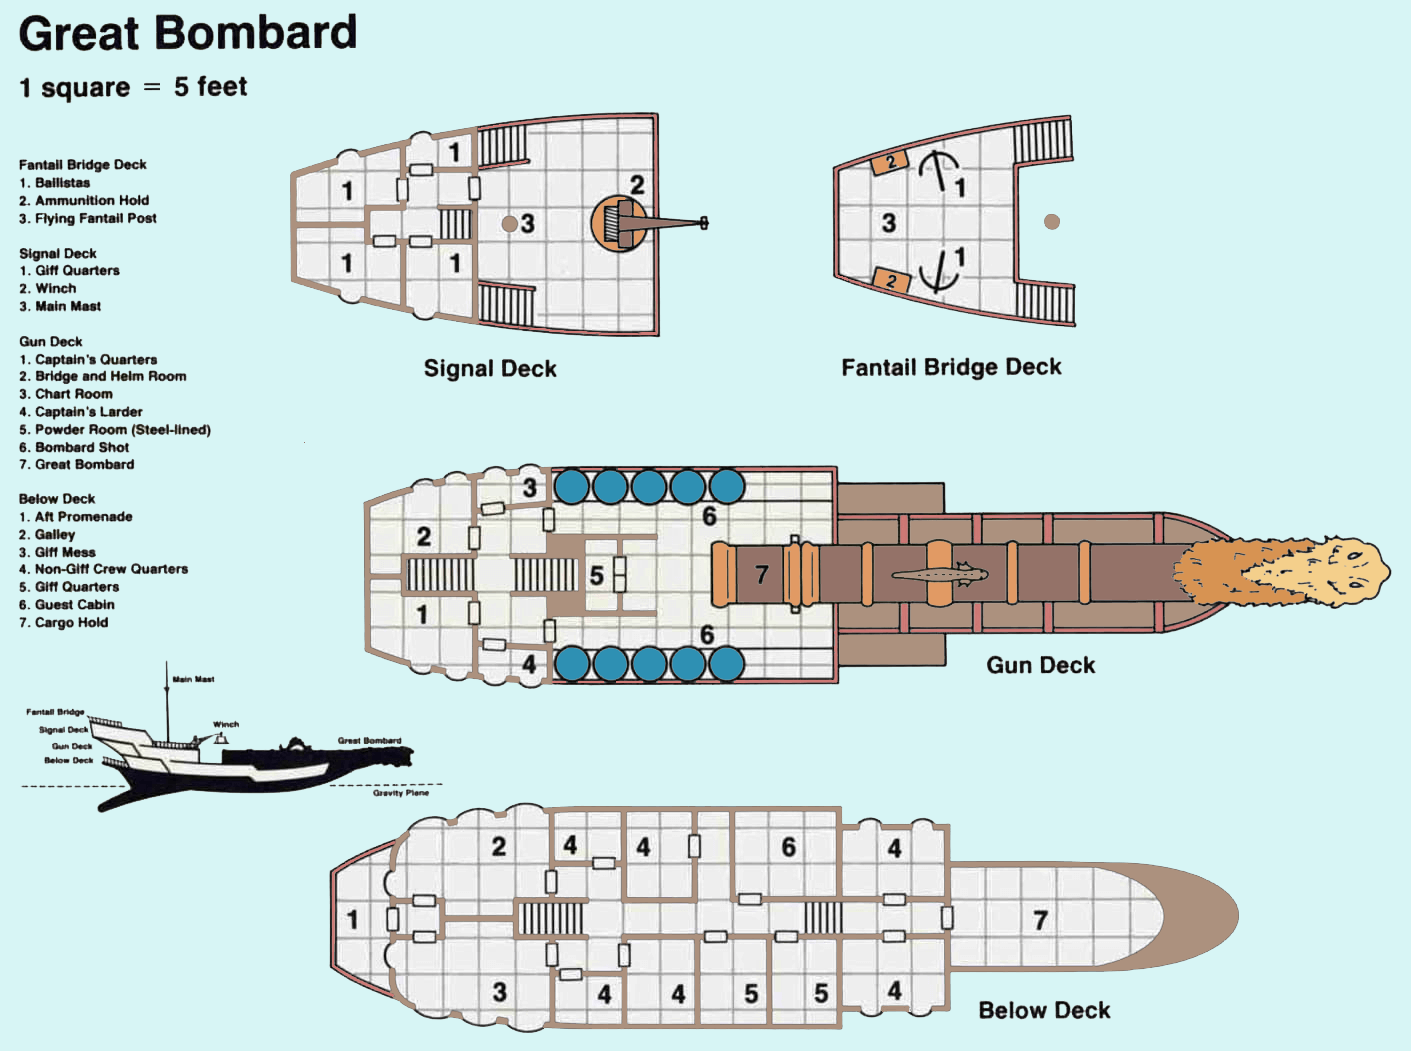 Great Bombard
1 square = 5 feet
Fantail Bridge Deck
1. Ballistas
2. Ammunition Hold
3. Flying Fantail Post
Signal Deck
1. Giff Quarters
2. Winch
3. Main Mast
Gun Deck
1. Captain's Quarters
2. Bridge and Helm Room
3. Chart Room
4. Captain's Larder
5. Powder Room (Steel-lined)
6. Bombard Shot
7. Great Bombard
Below Deck
1. Aft Promenade
2. Galley
3. Giff Mess
4. Non-Giff Crew Quarters
5. Giff Quarters
6. Guest Cabin
7. Cargo Hold
1
1
2
3
1
1
Signal Deck
2
1
3
1
2
Fantail Bridge Deck
3
2
6
5
7
1
6
4
Gun Deck
Main Mast
Fantail Bridge
Signal Deck
Winch
Gun Deck
Great Bombard
Below Deck
Gravity Plane
2
4
4
6
4
1
7
3
4
4
5
5
4
Below Deck